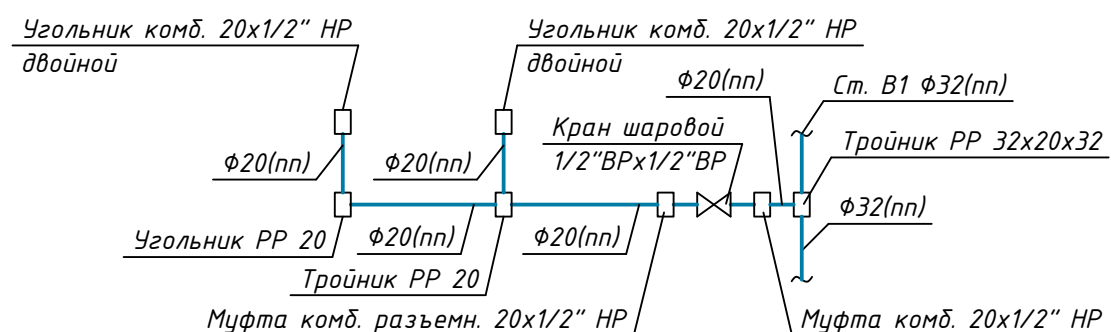 Угольник комб. 20х1/2" НР
двойной
Угольник комб. 20х1/2" НР
двойной
Ф20(пп)
Ст. В1 Ф32(пп)
Кран шаровой
1/2"ВРх1/2"ВР
Тройник РР 32х20х32
Ф20(пп)
Ф20(пп)
Ф32(пп)
Угольник РР 20
Ф20(пп)
Ф20(пп)
Тройник РР 20
Муфта комб. разъемн. 20х1/2" НР
Муфта комб. 20х1/2" НР